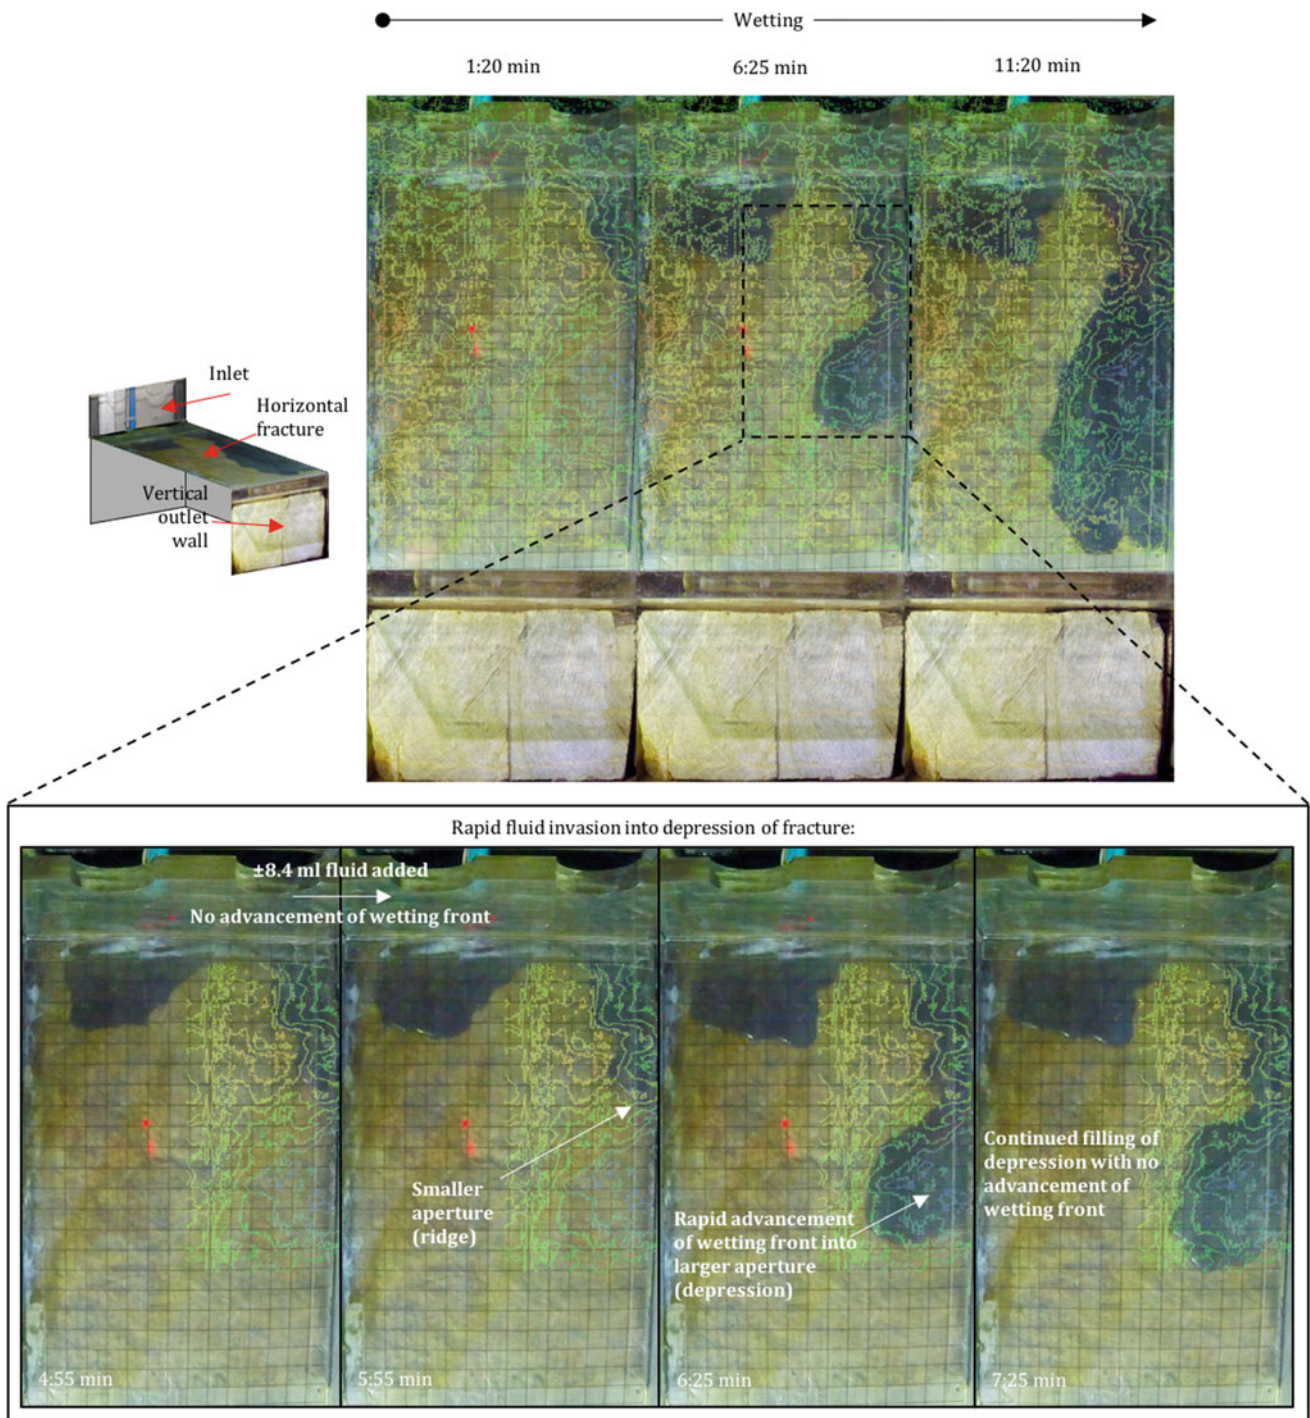 Wetting
1:20 min
6:25 min
11:20 min
Inlet
Horizontal
fracture
Vertical
outlet
wall
Rapid fluid invasion into depression of fracture:
±8.4 ml fluid added
No advancement of wetting front
Smaller
aperture
(ridge)
Rapid advancement
of wetting front into
larger aperture
(depression)
Continued filling of
depression with no
advancement of
wetting front
4:55 min
5:55 min
6:25 min
7:25 min